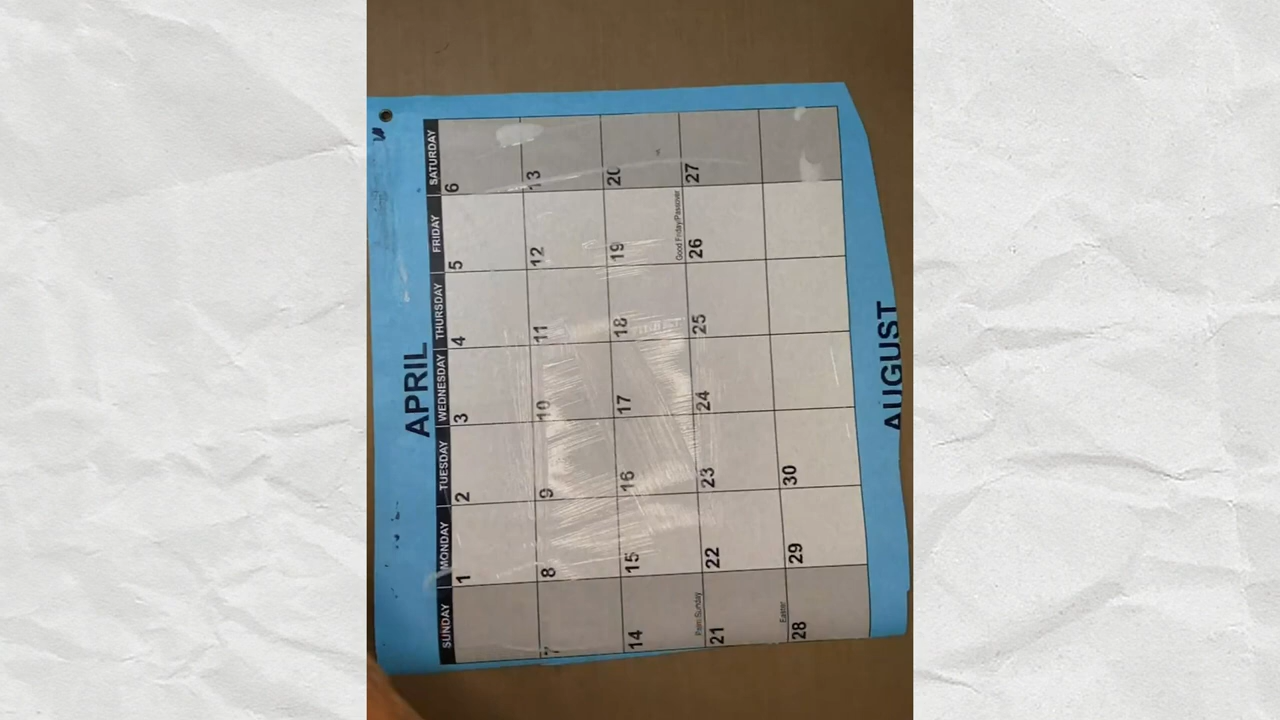 APRIL
SUNDAY MONDAY TUESDAY WEDNESDAY THURSDAY FRIDAY SATURDAY
1 2 3 4 5 6
7 8 9 10 11 12 13
14 15 16 17 18 19 20
Palm Sunday Good Friday/Passover
21 22 23 24 25 26 27
Easter
28 29 30
AUGUST